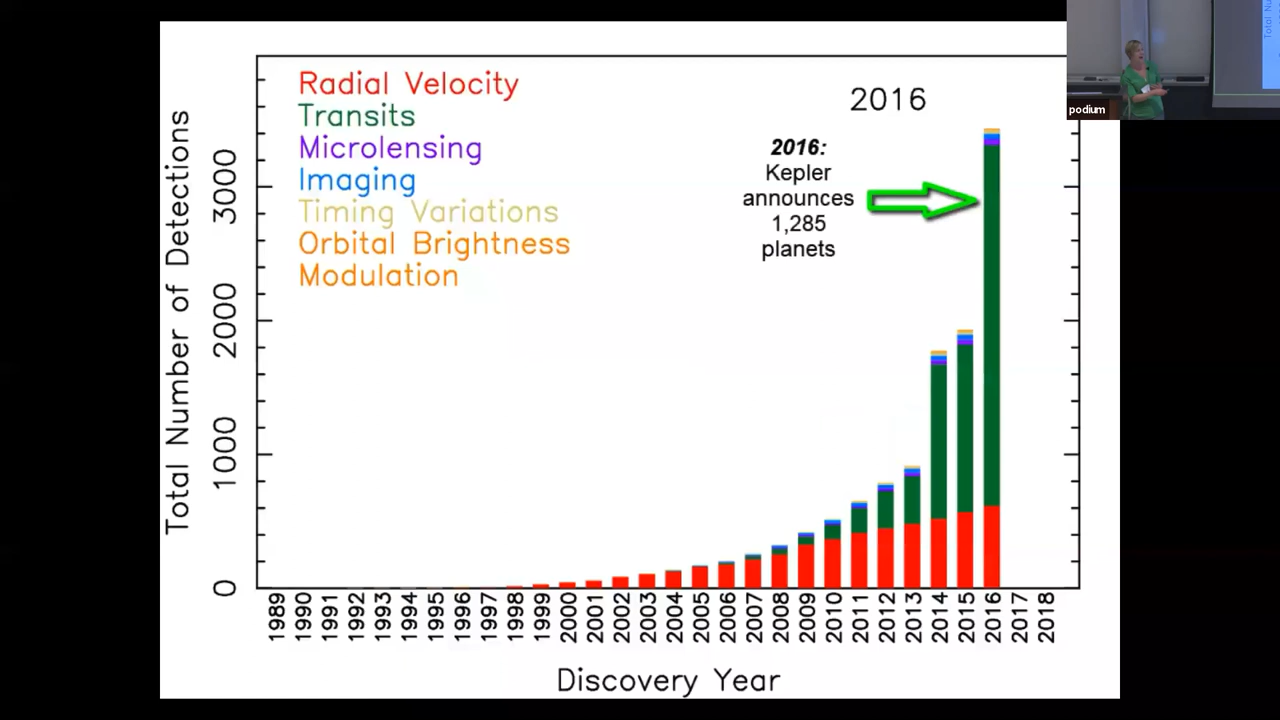 Radial Velocity
Transits
Microlensing
Imaging
Timing Variations
Orbital Brightness
Modulation
2016
2016:
Kepler
announces
1,285
planets
Total Number of Detections
3000
2000
1000
0
1989
1990
1991
1992
1993
1994
1995
1996
1997
1998
1999
2000
2001
2002
2003
2004
2005
2006
2007
2008
2009
2010
2011
2012
2013
2014
2015
2016
2017
2018
Discovery Year
podium
Total Nu